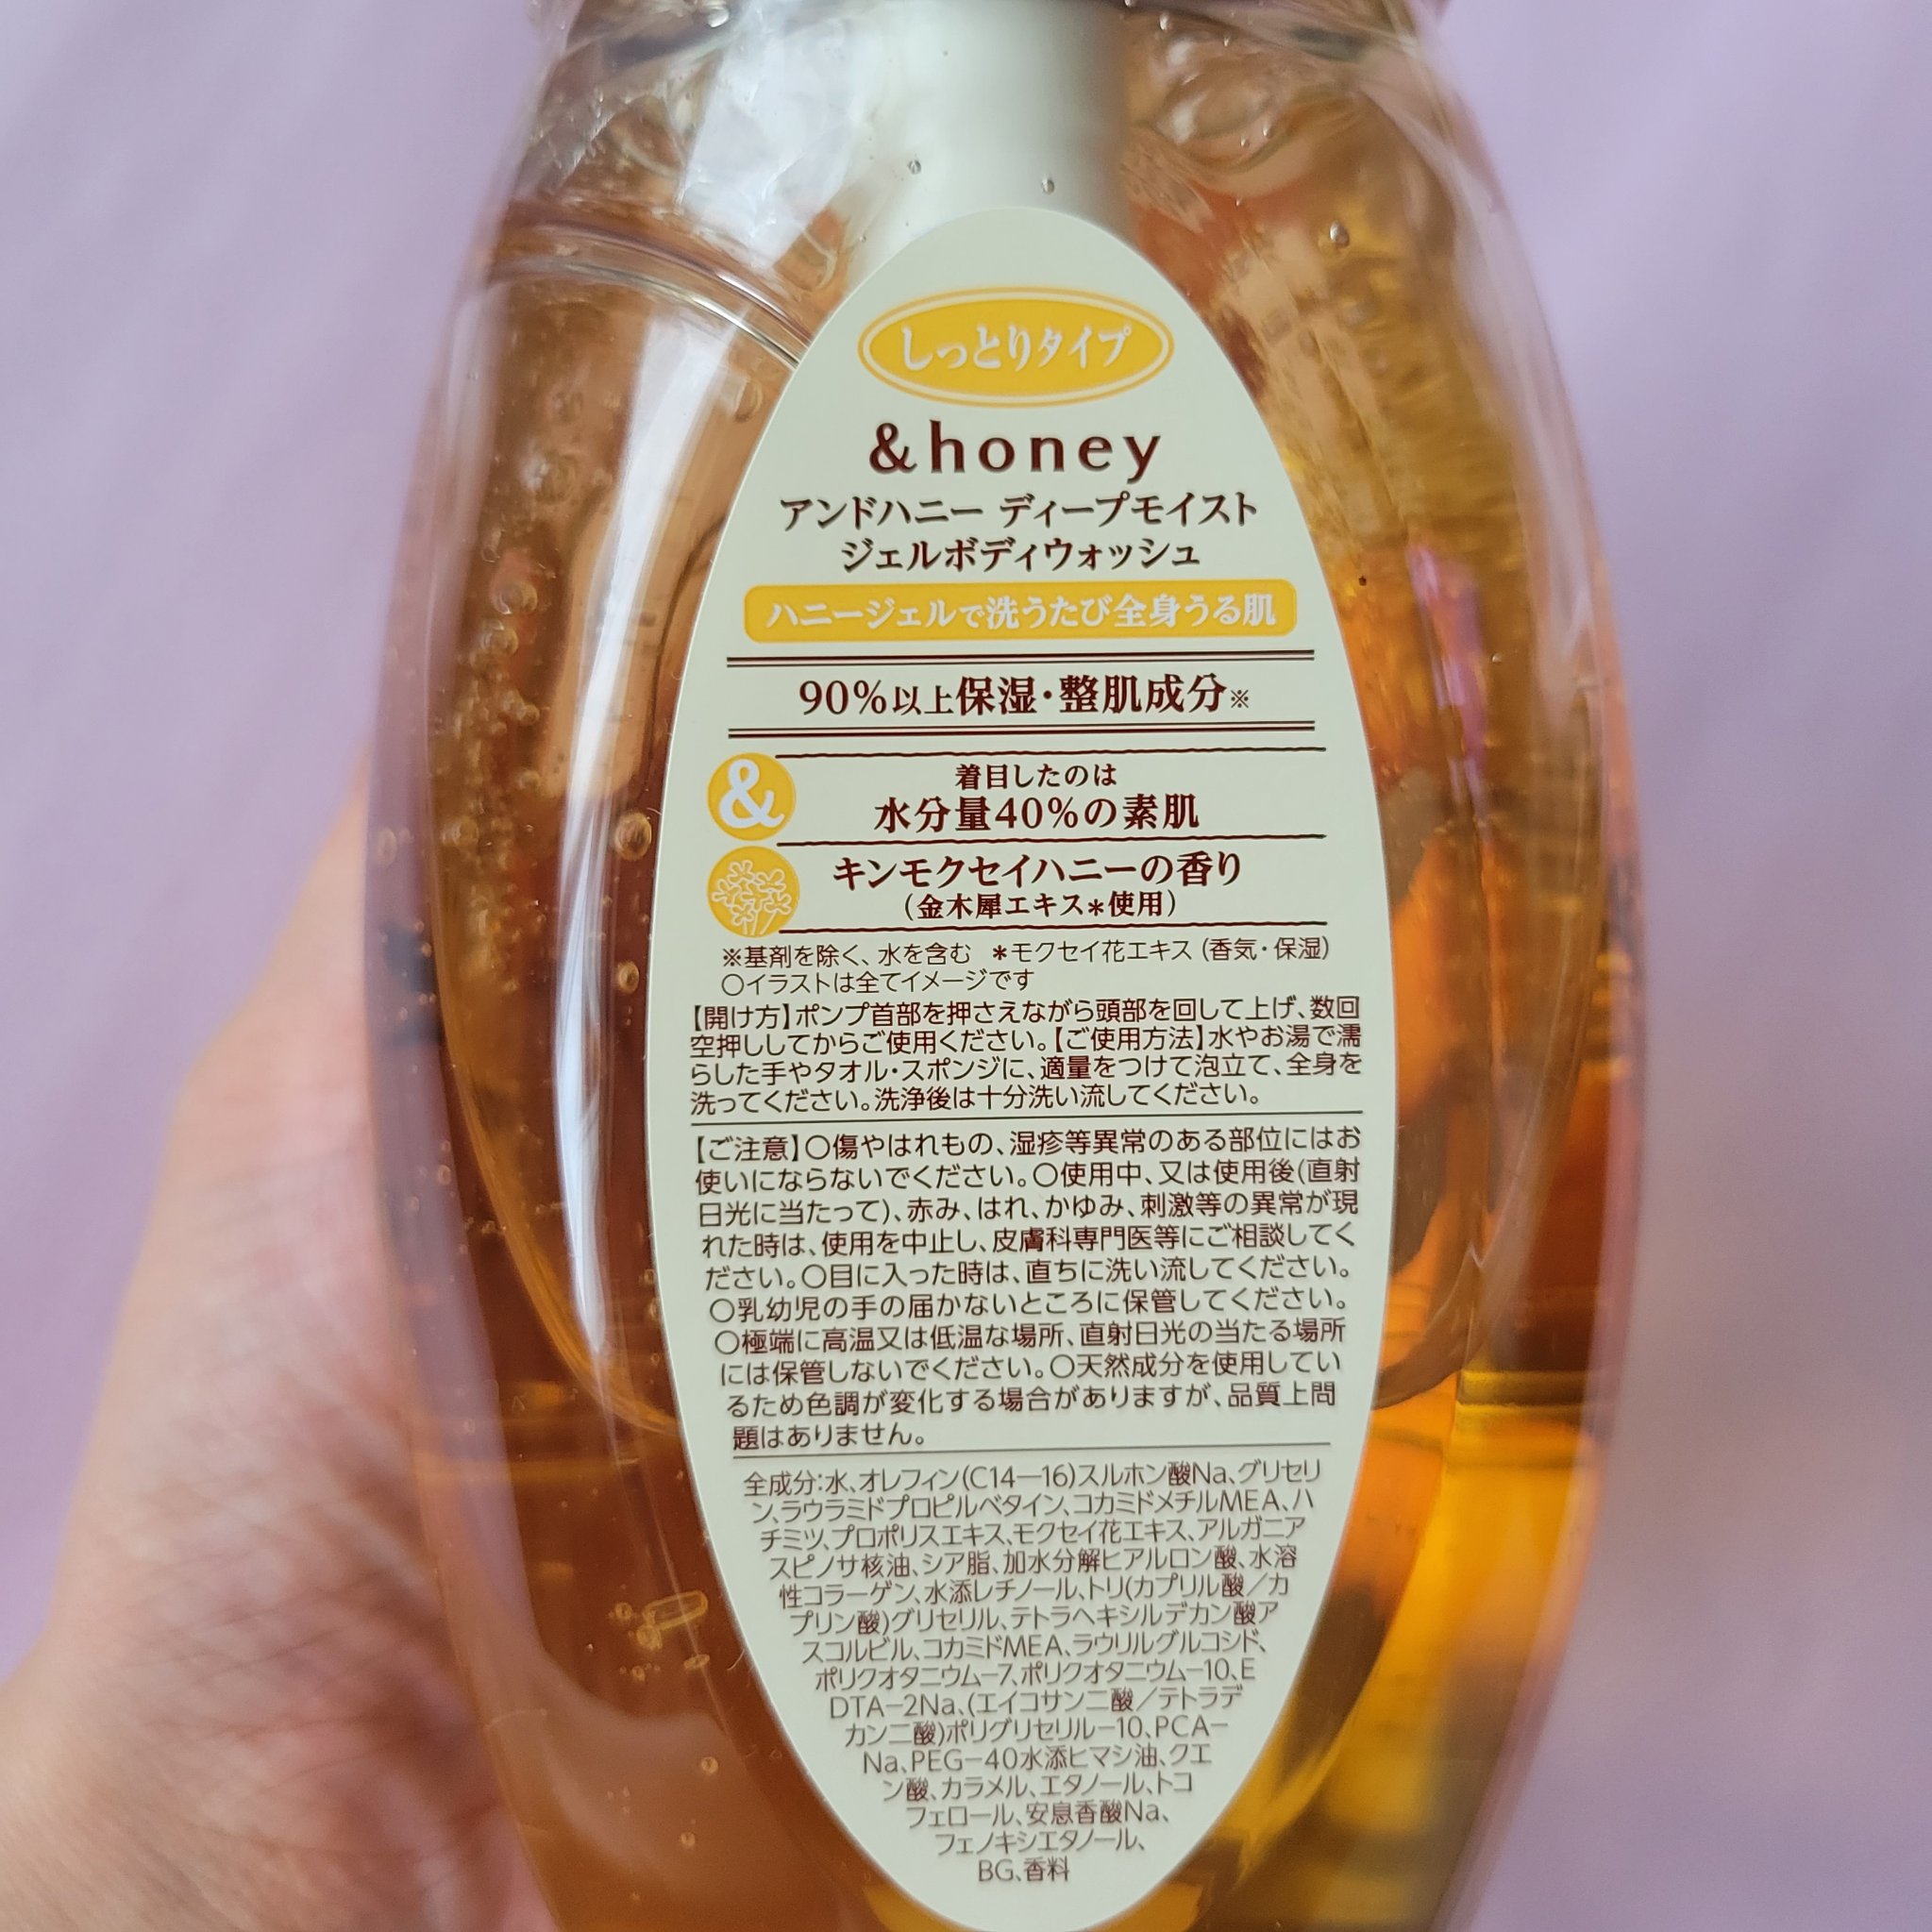 しっとりタイプ
&honey
アンドハニー ディープモイスト
ジェルボディウォッシュ
ハニージェルで洗うたび全身うる肌
90%以上保湿・整肌成分※
&
着目したのは
水分量40%の素肌
キンモクセイハニーの香り
(金木犀エキス*使用)
※基剤を除く、水を含む *モクセイ花エキス (香気・保湿)
○イラストは全てイメージです
【開け方】ポンプ首部を押さえながら頭部を回して上げ、数回
空押ししてからご使用ください。【ご使用方法】水やお湯で濡
らした手やタオル・スポンジに、適量をつけて泡立て、全身を
洗ってください。洗浄後は十分洗い流してください。
【ご注意】○傷やはれもの、湿疹等異常のある部位にはお
使いにならないでください。○使用中、又は使用後(直射
日光に当たって)、赤み、はれ、かゆみ、刺激等の異常が現
れた時は、使用を中止し、皮膚科専門医等にご相談してく
ださい。○目に入った時は、直ちに洗い流してください。
○乳幼児の手の届かないところに保管してください。
○極端に高温又は低温な場所、直射日光の当たる場所
には保管しないでください。○天然成分を使用してい
るため色調が変化する場合がありますが、品質上問
題はありません。
全成分:水、オレフィン(C14-16)スルホン酸Na、グリセリ
ン、ラウラミドプロピルベタイン、コカミドメチルMEA、ハ
チミツ、プロポリスエキス、モクセイ花エキス、アルガニア
スピノサ核油、シア脂、加水分解ヒアルロン酸、水溶
性コラーゲン、水添レチノール、トリ(カプリル酸/カ
プリン酸)グリセリル、テトラヘキシルデカン酸ア
スコルビル、コカミドMEA、ラウリルグルコシド、
ポリクオタニウム-7、ポリクオタニウム-10、E
DTA-2Na、(エイコサン二酸/テトラデ
カン二酸)ポリグリセリル-10、PCA-
Na、PEG-40水添ヒマシ油、クエ
ン酸、カラメル、エタノール、トコ
フェロール、安息香酸Na、
フェノキシエタノール、
BG、香料